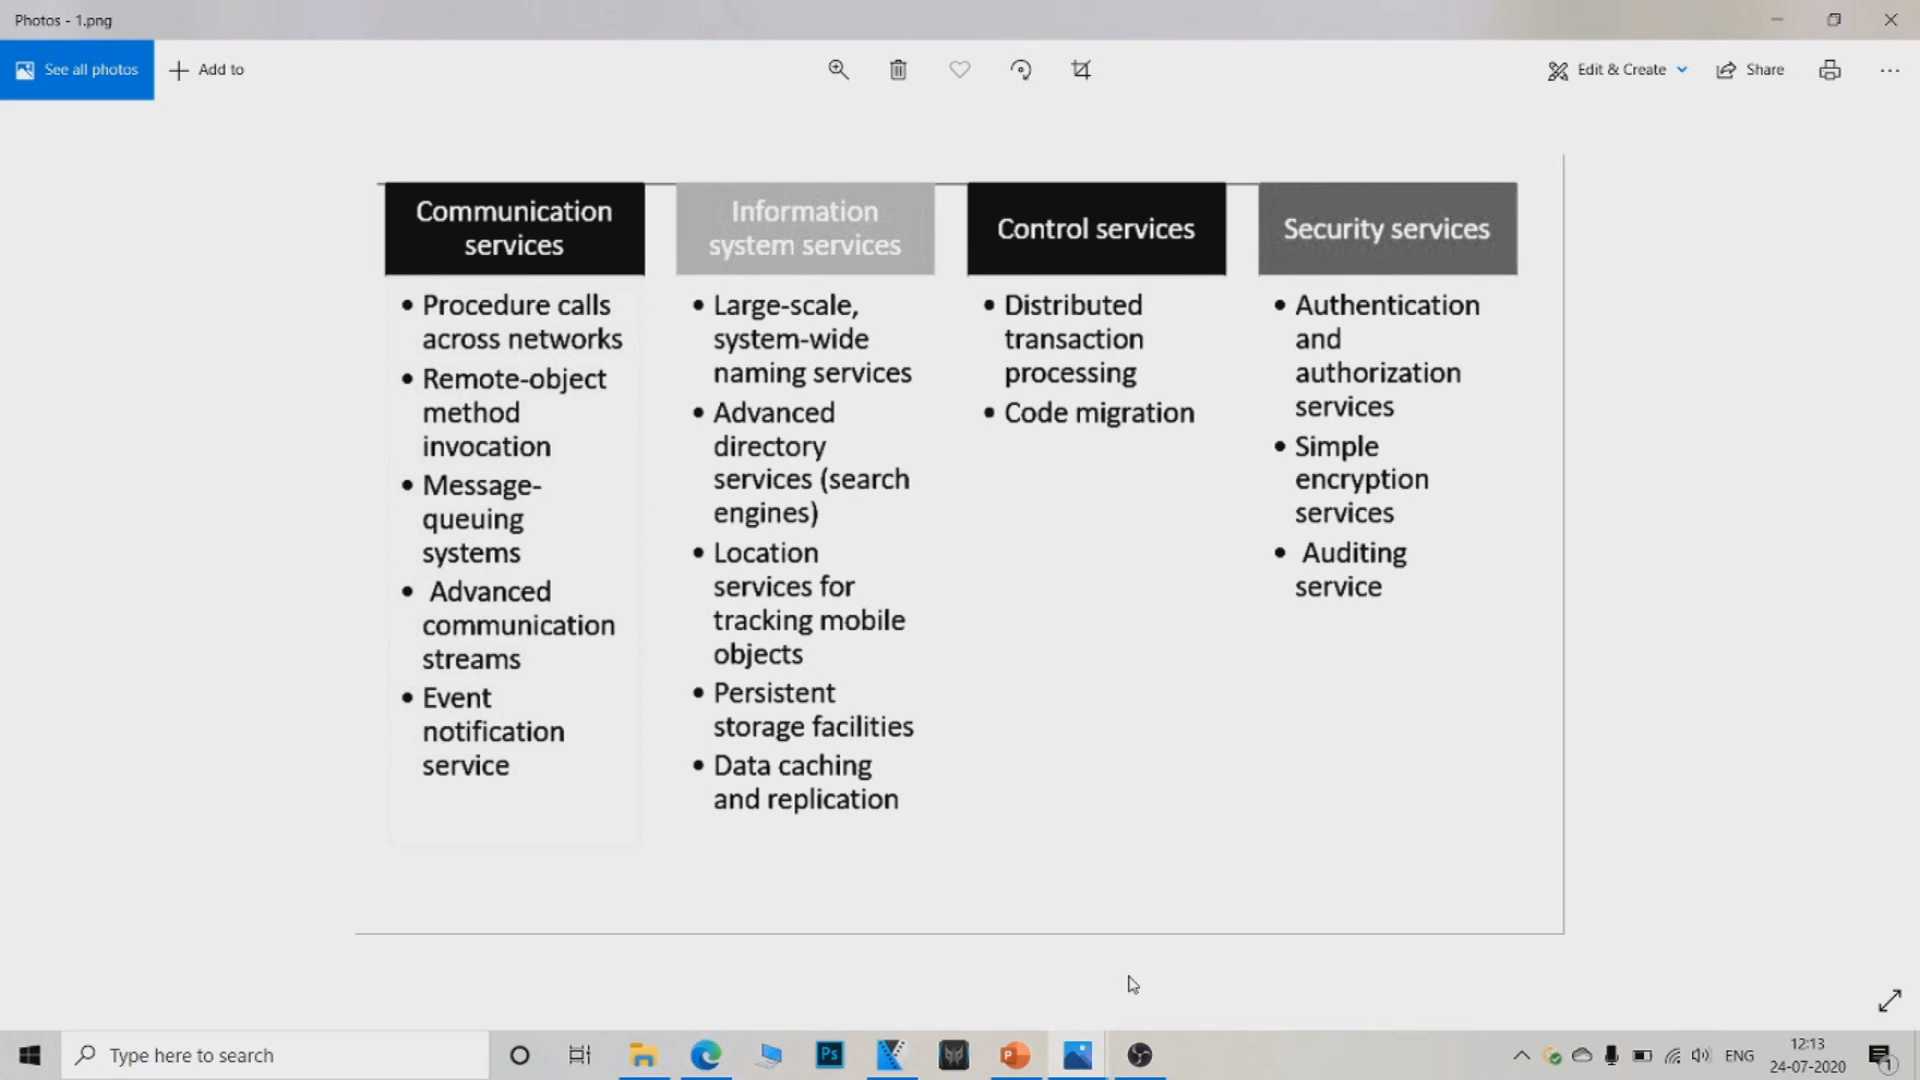 Photos - 1.png
See all photos
Add to
Edit & Create
Share
Communication
services
• Procedure calls
across networks
• Remote-object
method
invocation
• Message-
queuing
systems
• Advanced
communication
streams
• Event
notification
service
Information
system services
• Large-scale,
system-wide
naming services
• Advanced
directory
services (search
engines)
• Location
services for
tracking mobile
objects
• Persistent
storage facilities
• Data caching
and replication
Control services
• Distributed
transaction
processing
• Code migration
Security services
• Authentication
and
authorization
services
• Simple
encryption
services
• Auditing
service
Type here to search
Ps
P
ENG
12:13
24-07-2020
1